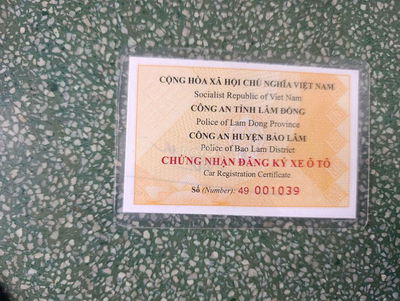 CỘNG HÒA XÃ HỘI CHỦ NGHĨA VIỆT NAM
Socialist Republic of Viet Nam
CÔNG AN TỈNH LÂM ĐỒNG
Police of Lam Dong Province
CÔNG AN HUYỆN BẢO LÂM
Police of Bao Lam District
CHỨNG NHẬN ĐĂNG KÝ XE Ô TÔ
Car Registration Certificate
Số (Number): 49 001039